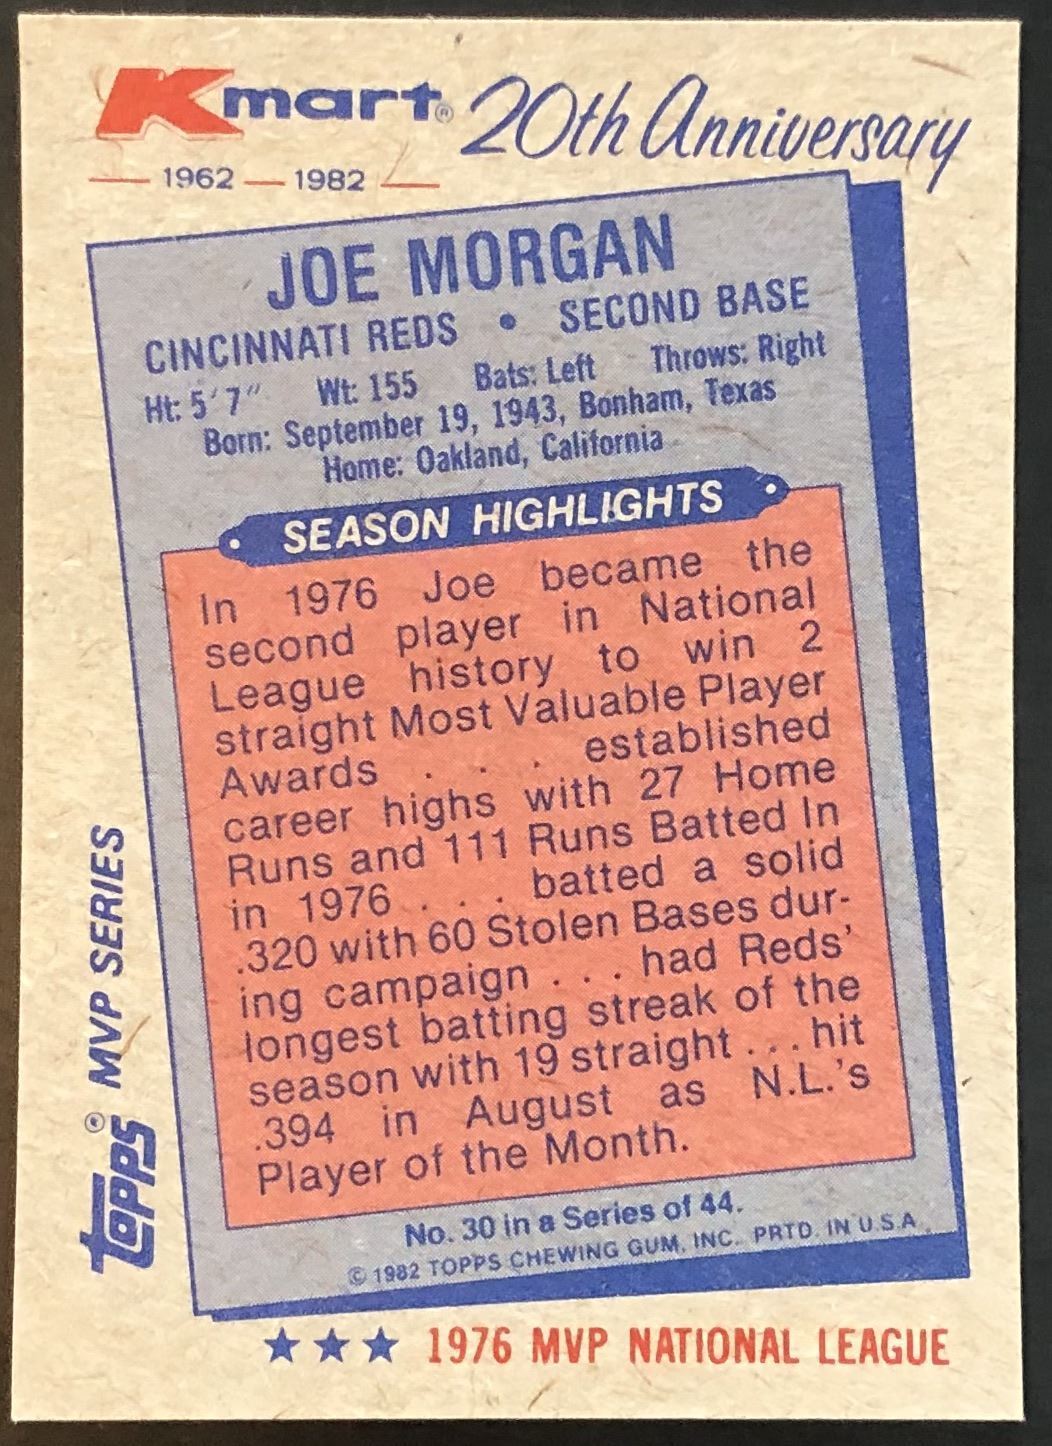 Kmart® 20th Anniversary
1962 — 1982
JOE MORGAN
CINCINNATI REDS • SECOND BASE
Ht: 5'7" Wt: 155 Bats: Left Throws: Right
Born: September 19, 1943, Bonham, Texas
Home: Oakland, California
SEASON HIGHLIGHTS
In 1976 Joe became the
second player in National
League history to win 2
straight Most Valuable Player
Awards . . . established
career highs with 27 Home
Runs and 111 Runs Batted In
in 1976 . . . batted a solid
.320 with 60 Stolen Bases dur-
ing campaign . . . had Reds'
longest batting streak of the
season with 19 straight . . . hit
.394 in August as N.L.'s
Player of the Month.
No. 30 in a Series of 44.
© 1982 TOPPS CHEWING GUM, INC. PRTD. IN U.S.A.
TOPPS® MVP SERIES
★★★ 1976 MVP NATIONAL LEAGUE